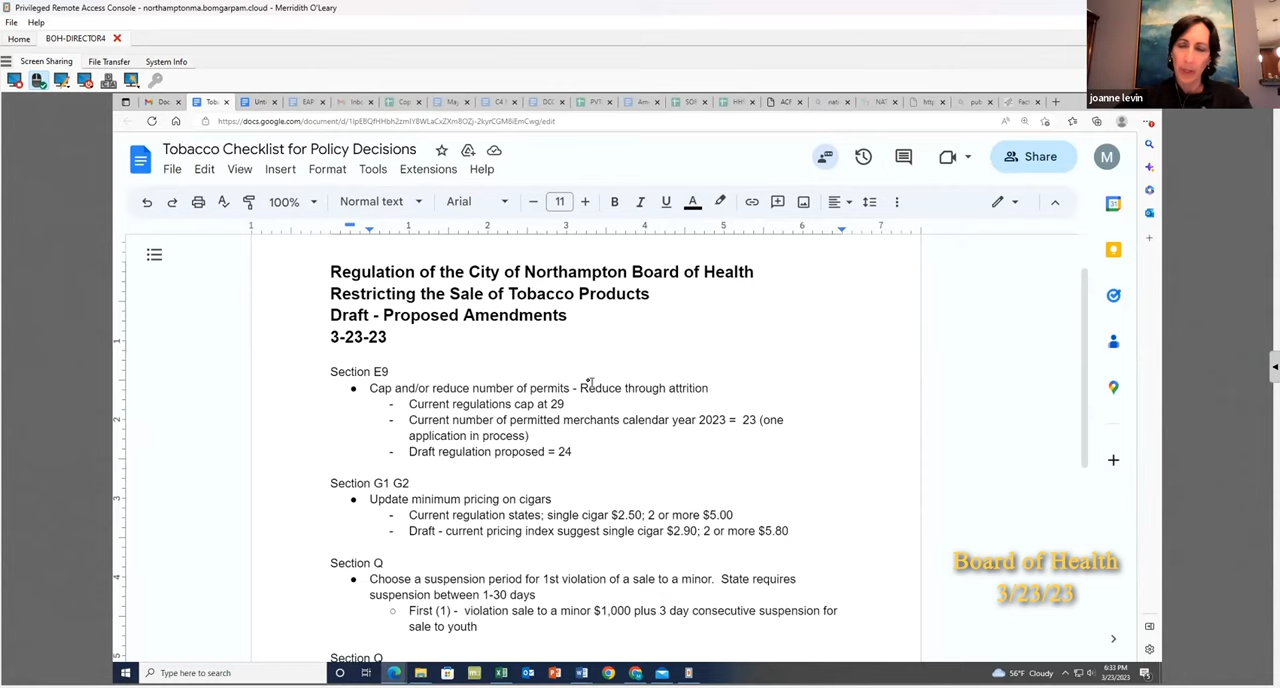 Privileged Remote Access Console - northamptonma.bomgarpam.cloud - Merridith O'Leary
File Help
Home BOH-DIRECTOR4
Screen Sharing File Transfer System Info
joanne levin
Tobacco Checklist for Policy Decisions
File Edit View Insert Format Tools Extensions Help
Share M
100% Normal text Arial 11
Regulation of the City of Northampton Board of Health
Restricting the Sale of Tobacco Products
Draft - Proposed Amendments
3-23-23
Section E9
● Cap and/or reduce number of permits - Reduce through attrition
- Current regulations cap at 29
- Current number of permitted merchants calendar year 2023 = 23 (one
application in process)
- Draft regulation proposed = 24
Section G1 G2
● Update minimum pricing on cigars
- Current regulation states; single cigar $2.50; 2 or more $5.00
- Draft - current pricing index suggest single cigar $2.90; 2 or more $5.80
Section Q
● Choose a suspension period for 1st violation of a sale to a minor. State requires
suspension between 1-30 days
○ First (1) - violation sale to a minor $1,000 plus 3 day consecutive suspension for
sale to youth
Section Q
Board of Health
3/23/23
Type here to search
56°F Cloudy
6:33 PM
3/23/2023